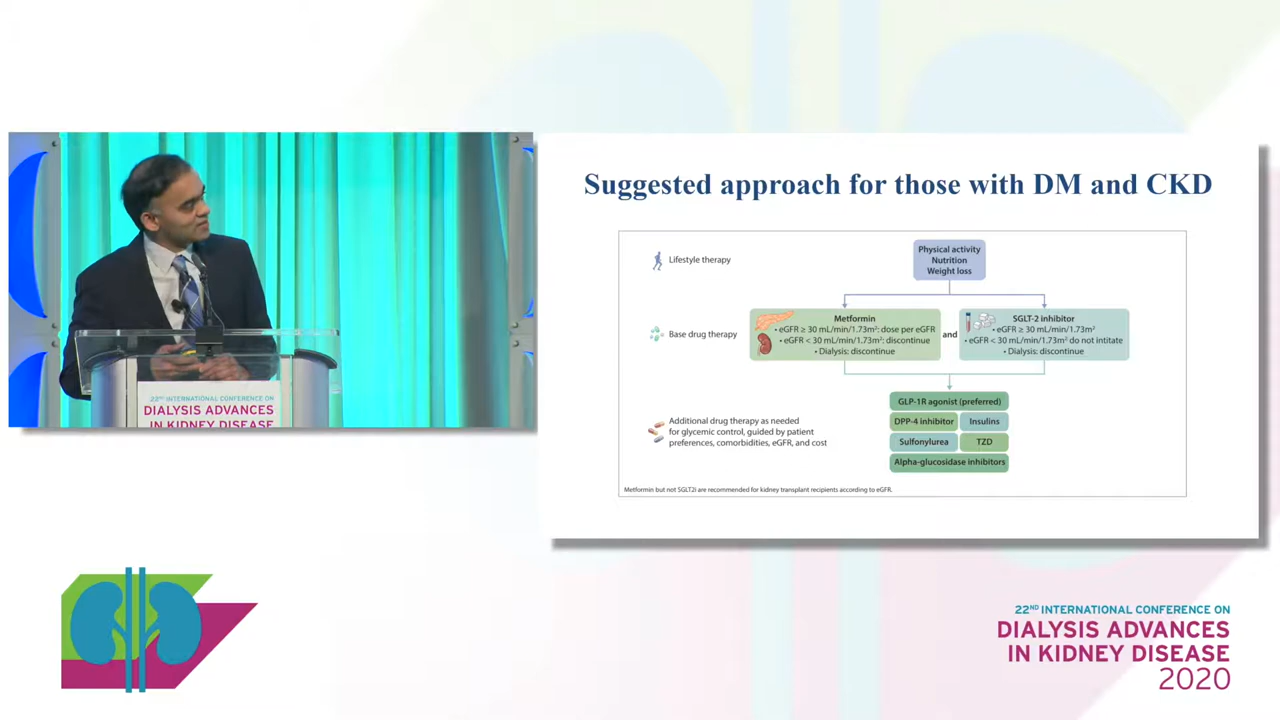 Suggested approach for those with DM and CKD
Lifestyle therapy
Physical activity
Nutrition
Weight loss
Base drug therapy
Metformin
• eGFR ≥ 30 mL/min/1.73m²: dose per eGFR
• eGFR < 30 mL/min/1.73m²: discontinue
• Dialysis: discontinue
and
SGLT-2 inhibitor
• eGFR ≥ 30 mL/min/1.73m²
• eGFR < 30 mL/min/1.73m² do not intitate
• Dialysis: discontinue
Additional drug therapy as needed
for glycemic control, guided by patient
preferences, comorbidities, eGFR, and cost
GLP-1R agonist (preferred)
DPP-4 inhibitor
Insulins
Sulfonylurea
TZD
Alpha-glucosidase inhibitors
Metformin but not SGLT2i are recommended for kidney transplant recipients according to eGFR.
22ND INTERNATIONAL CONFERENCE ON
DIALYSIS ADVANCES
IN KIDNEY DISEASE
22ND INTERNATIONAL CONFERENCE ON
DIALYSIS ADVANCES
IN KIDNEY DISEASE
2020